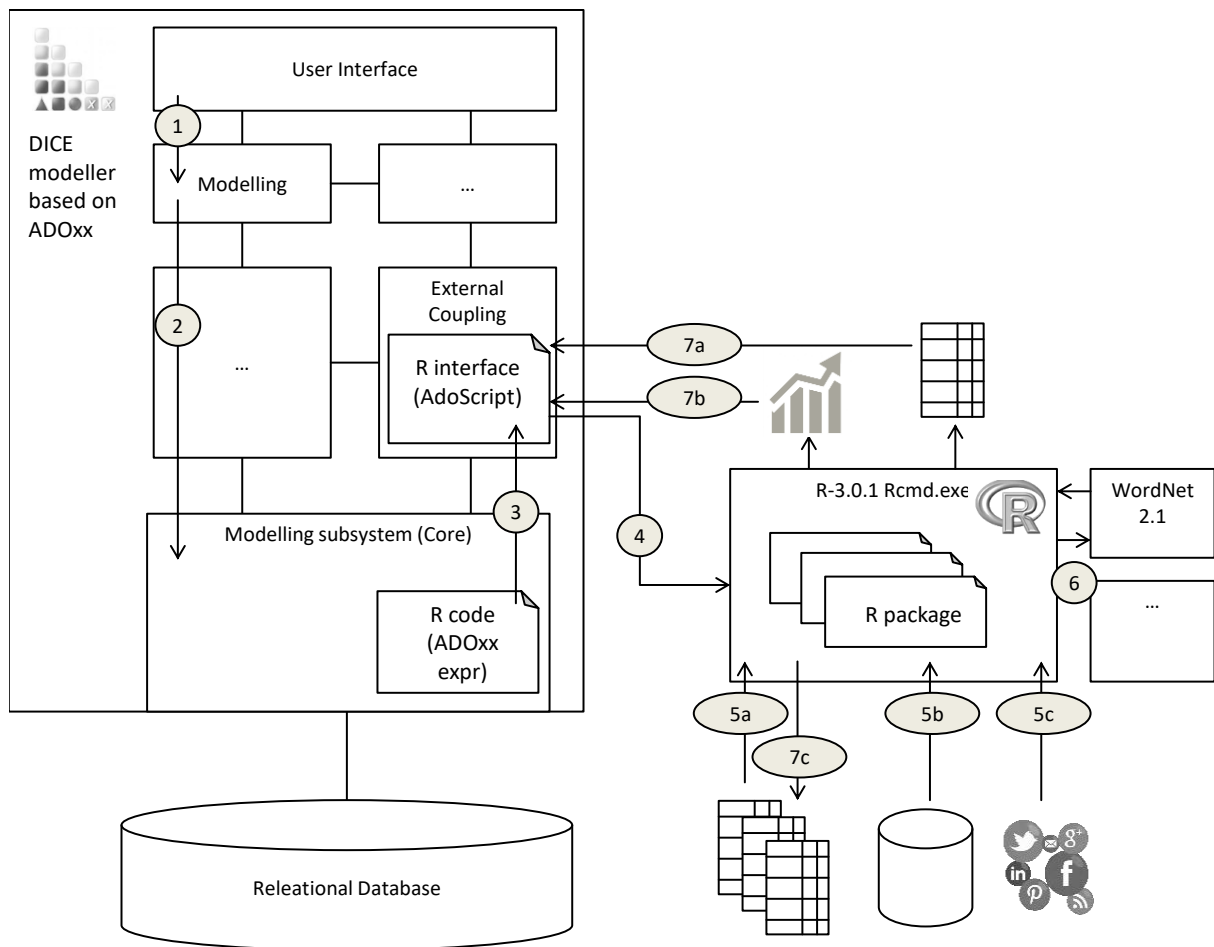 User Interface
X X
1
DICE
modeller
based on
ADOxx
Modelling
...
External
Coupling
2
...
R interface
(AdoScript)
7a
7b
R-3.0.1 Rcmd.exe
R
WordNet
2.1
3
Modelling subsystem (Core)
4
6
...
R package
R code
(ADOxx
expr)
5a
5b
5c
7c
Releational Database
g+
in
f